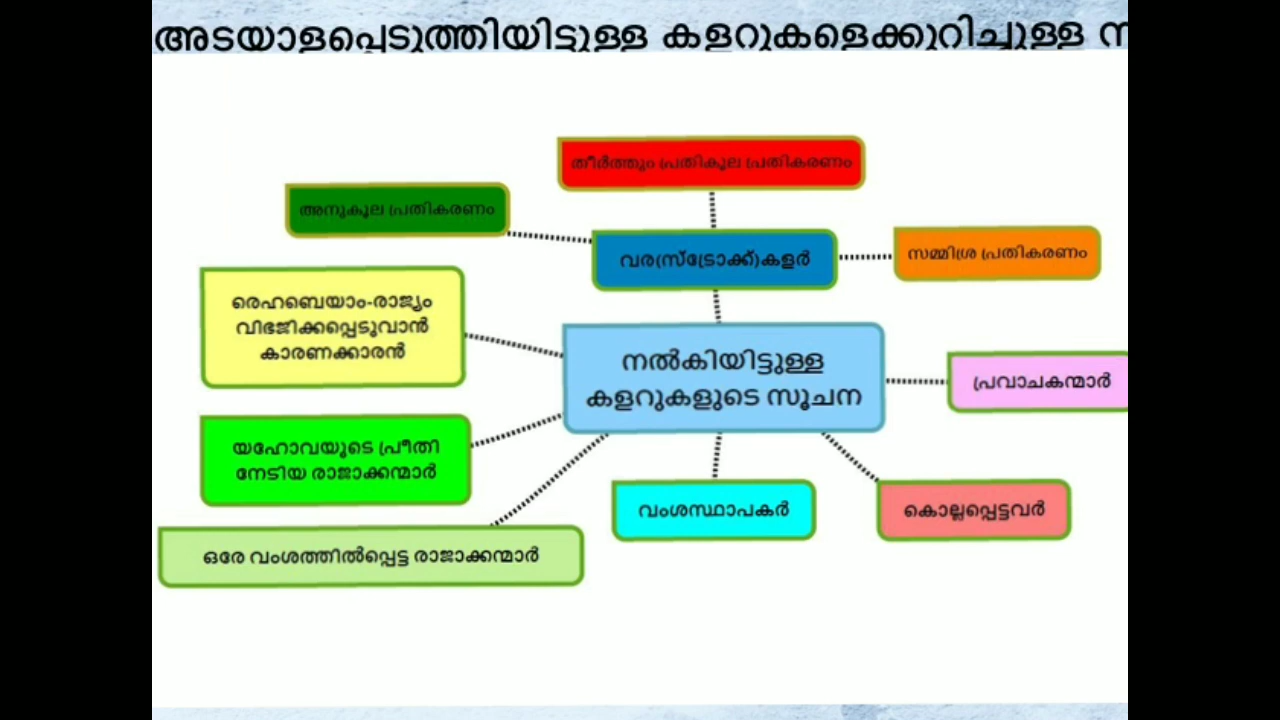 അടയാളപ്പെടുത്തിയിട്ടുള്ള കളറുകളെക്കുറിച്ചുള്ള
തീർത്തും പ്രതികൂല പ്രതികരണം
അനുകൂല പ്രതികരണം
വര(സ്ട്രോക്ക്)കളർ
സമ്മിശ്ര പ്രതികരണം
രെഹബെയാം-രാജ്യം
വിഭജിക്കപ്പെടുവാൻ
കാരണക്കാരൻ
നൽകിയിട്ടുള്ള
കളറുകളുടെ സൂചന
പ്രവാചകന്മാർ
യഹോവയുടെ പ്രീതി
നേടിയ രാജാക്കന്മാർ
വംശസ്ഥാപകർ
കൊല്ലപ്പെട്ടവർ
ഒരേ വംശത്തിൽപ്പെട്ട രാജാക്കന്മാർ